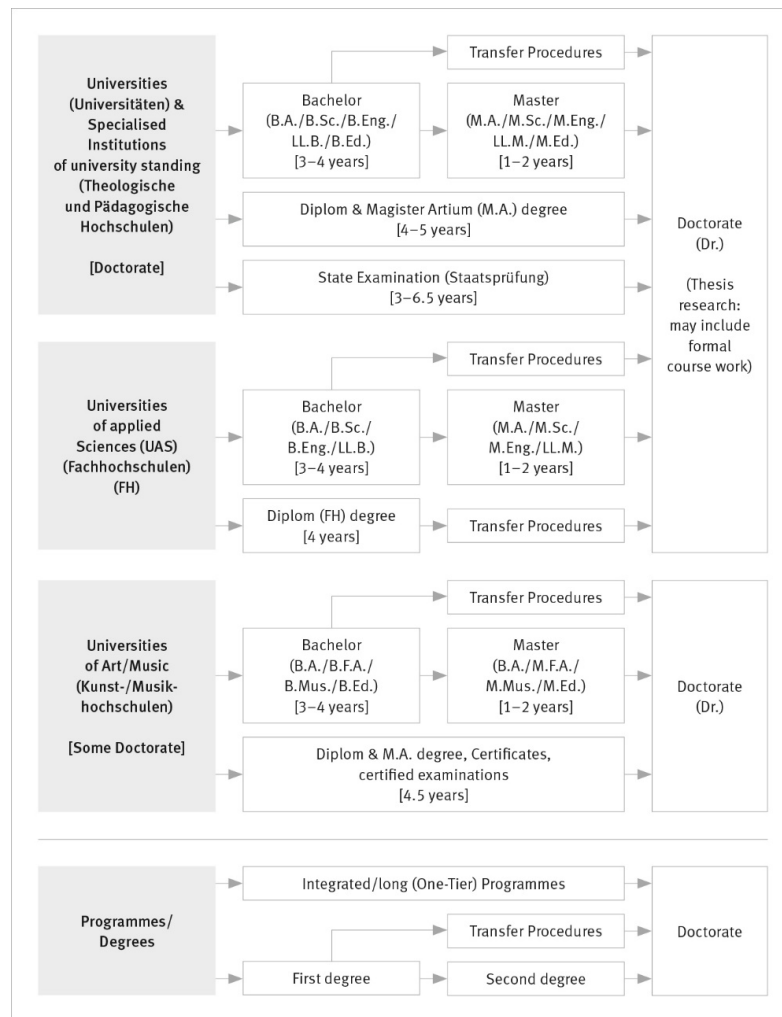 Universities
(Universitäten) &
Specialised
Institutions
of university standing
(Theologische
und Pädagogische
Hochschulen)
[Doctorate]
Transfer Procedures
Bachelor
(B.A./B.Sc./B.Eng./
LL.B./B.Ed.)
[3–4 years]
Master
(M.A./M.Sc./M.Eng./
LL.M./M.Ed.)
[1–2 years]
Diplom & Magister Artium (M.A.) degree
[4–5 years]
State Examination (Staatsprüfung)
[3–6.5 years]
Doctorate
(Dr.)
(Thesis
research:
may include
formal
course work)
Universities
of applied
Sciences (UAS)
(Fachhochschulen)
(FH)
Transfer Procedures
Bachelor
(B.A./B.Sc./
B.Eng./LL.B.)
[3–4 years]
Master
(M.A./M.Sc./
M.Eng./LL.M.)
[1–2 years]
Diplom (FH) degree
[4 years]
Transfer Procedures
Universities
of Art/Music
(Kunst-/Musik-
hochschulen)
[Some Doctorate]
Transfer Procedures
Bachelor
(B.A./B.F.A./
B.Mus./B.Ed.)
[3–4 years]
Master
(B.A./M.F.A./
M.Mus./M.Ed.)
[1–2 years]
Diplom & M.A. degree, Certificates,
certified examinations
[4.5 years]
Doctorate
(Dr.)
Programmes/
Degrees
Integrated/long (One-Tier) Programmes
Transfer Procedures
First degree
Second degree
Doctorate